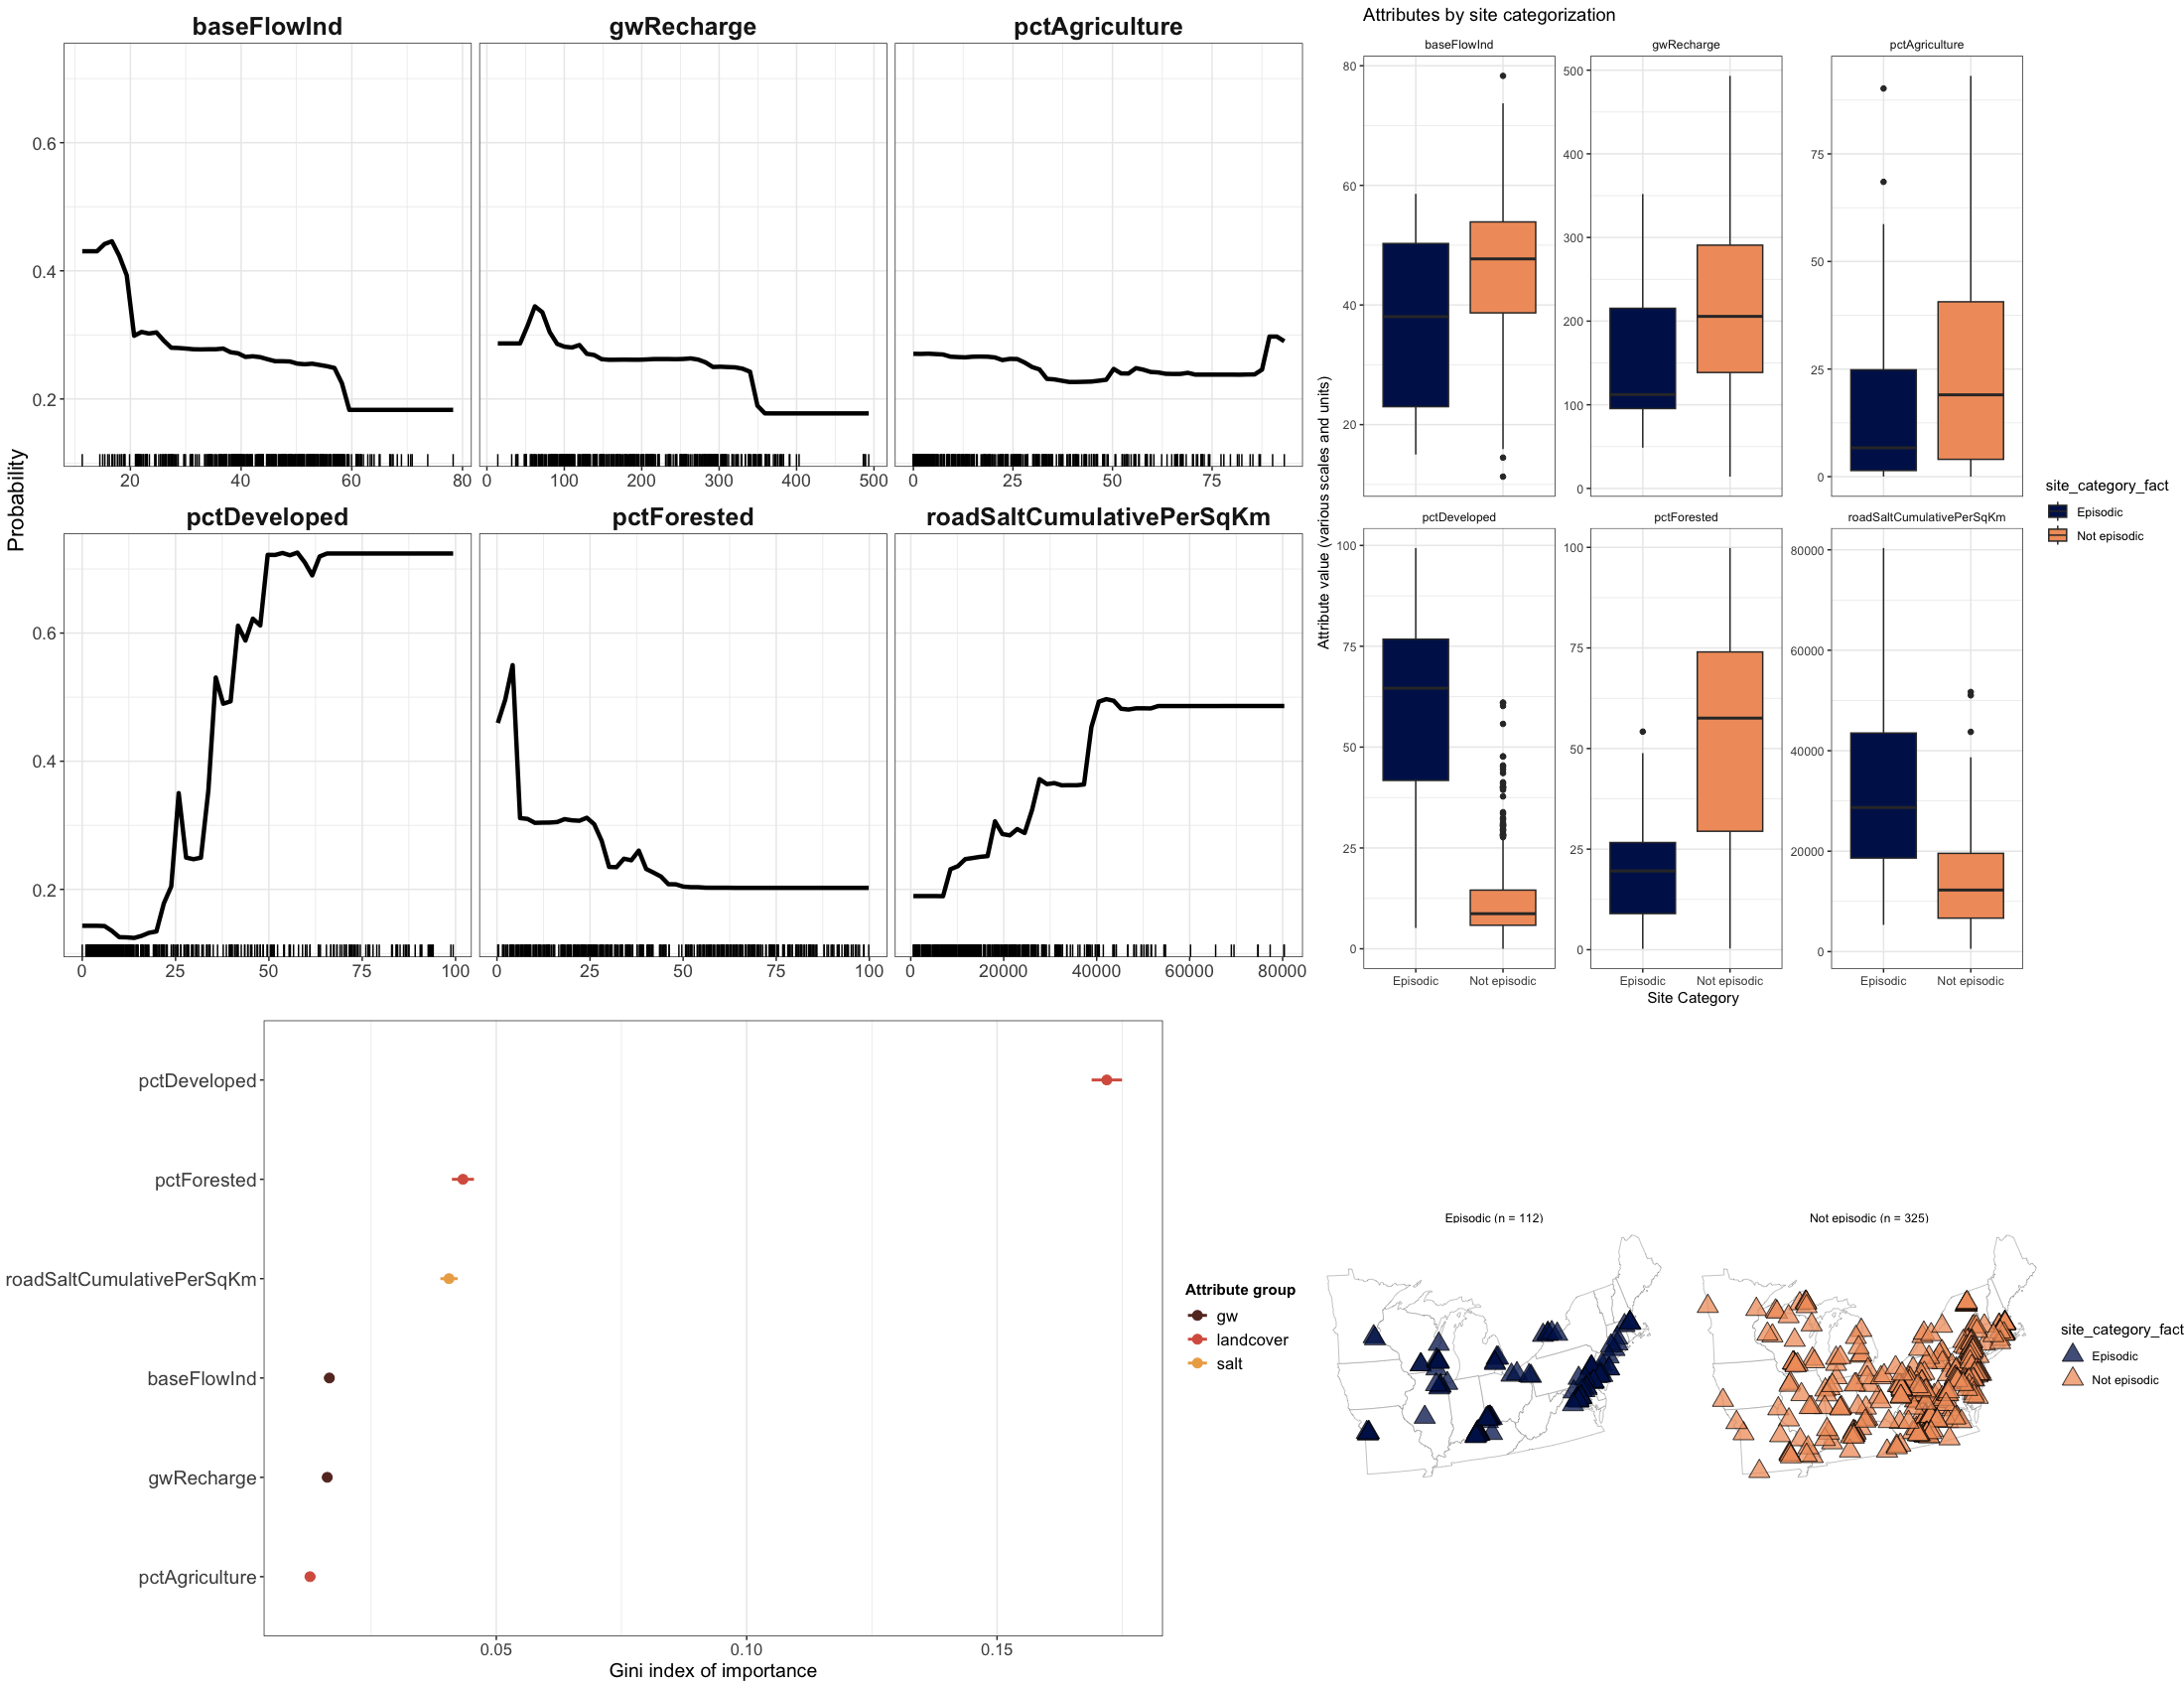 baseFlowInd
gwRecharge
pctAgriculture
Probability
0.6
0.4
0.2
20 40 60 80
0 100 200 300 400 500
0 25 50 75
pctDeveloped
pctForested
roadSaltCumulativePerSqKm
0.6
0.4
0.2
0 25 50 75 100
0 25 50 75 100
0 20000 40000 60000 80000
Attributes by site categorization
Attribute value (various scales and units)
baseFlowInd
80
60
40
20
gwRecharge
500
400
300
200
100
0
pctAgriculture
75
50
25
0
pctDeveloped
100
75
50
25
0
Episodic Not episodic
pctForested
100
75
50
25
0
Episodic Not episodic
roadSaltCumulativePerSqKm
80000
60000
40000
20000
0
Episodic Not episodic
Site Category
site_category_fact
Episodic
Not episodic
pctDeveloped
pctForested
roadSaltCumulativePerSqKm
baseFlowInd
gwRecharge
pctAgriculture
0.05 0.10 0.15
Gini index of importance
Attribute group
gw
landcover
salt
Episodic (n = 112)
Not episodic (n = 325)
site_category_fact
Episodic
Not episodic